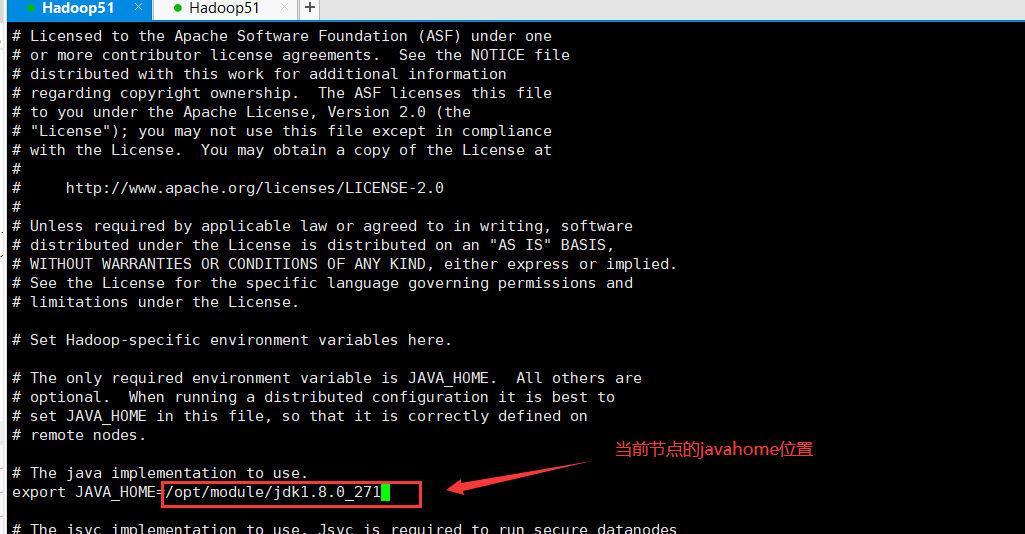 Hadoop51 × Hadoop51 × +
# Licensed to the Apache Software Foundation (ASF) under one
# or more contributor license agreements.  See the NOTICE file
# distributed with this work for additional information
# regarding copyright ownership.  The ASF licenses this file
# to you under the Apache License, Version 2.0 (the
# "License"); you may not use this file except in compliance
# with the License.  You may obtain a copy of the License at
#
#     http://www.apache.org/licenses/LICENSE-2.0
#
# Unless required by applicable law or agreed to in writing, software
# distributed under the License is distributed on an "AS IS" BASIS,
# WITHOUT WARRANTIES OR CONDITIONS OF ANY KIND, either express or implied.
# See the License for the specific language governing permissions and
# limitations under the License.
# Set Hadoop-specific environment variables here.
# The only required environment variable is JAVA_HOME.  All others are
# optional.  When running a distributed configuration it is best to
# set JAVA_HOME in this file, so that it is correctly defined on
# remote nodes.
当前节点的javahome位置
# The java implementation to use.
export JAVA_HOME=/opt/module/jdk1.8.0_271
# The jsvc implementation to use. Jsvc is required to run secure datanodes